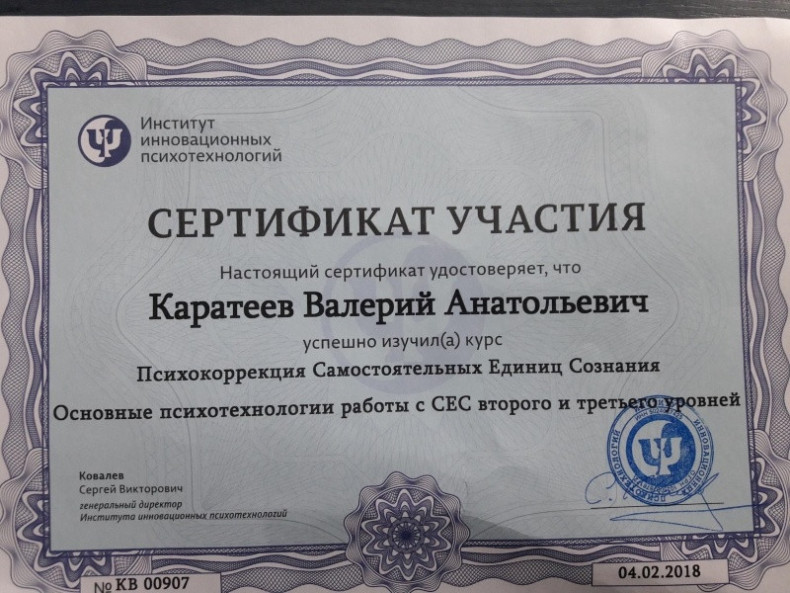 Институт
инновационных
психотехнологий
СЕРТИФИКАТ УЧАСТИЯ
Настоящий сертификат удостоверяет, что
Каратеев Валерий Анатольевич
успешно изучил(а) курс
Психокоррекция Самостоятельных Единиц Сознания
Основные психотехнологии работы с СЕС второго и третьего уровней
Ковалев
Сергей Викторович
генеральный директор
Института инновационных психотехнологий
№ КВ 00907
04.02.2018